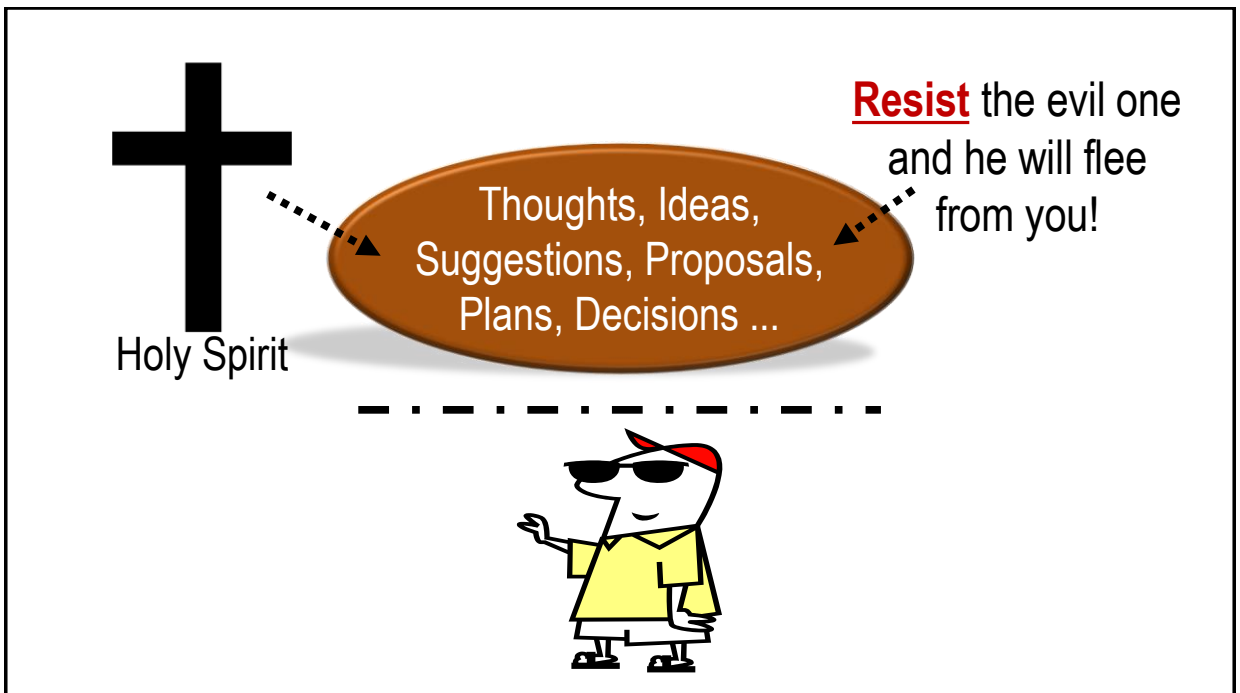 Resist the evil one
and he will flee
from you!
Thoughts, Ideas,
Suggestions, Proposals,
Plans, Decisions ...
Holy Spirit